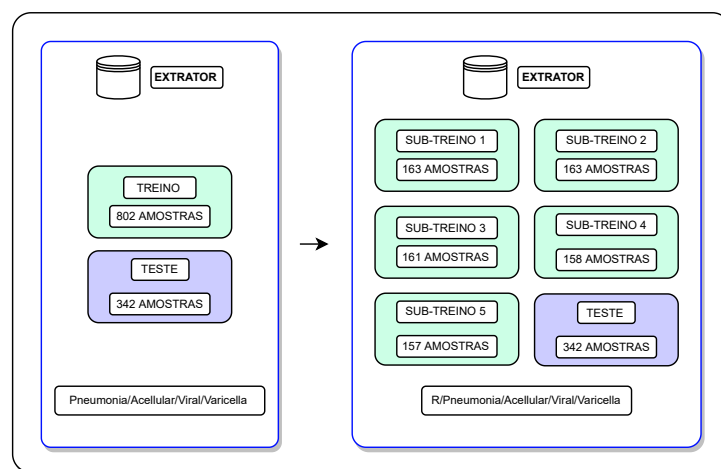 EXTRATOR
TREINO
802 AMOSTRAS
TESTE
342 AMOSTRAS
Pneumonia/Acellular/Viral/Varicella
EXTRATOR
SUB-TREINO 1
163 AMOSTRAS
SUB-TREINO 2
163 AMOSTRAS
SUB-TREINO 3
161 AMOSTRAS
SUB-TREINO 4
158 AMOSTRAS
SUB-TREINO 5
157 AMOSTRAS
TESTE
342 AMOSTRAS
R/Pneumonia/Acellular/Viral/Varicella